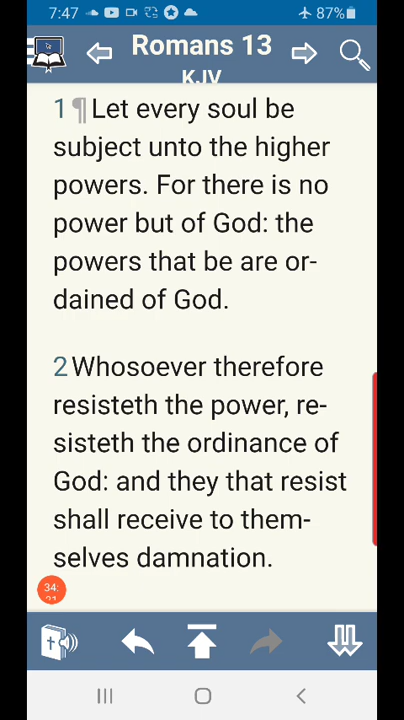 7:47 87%
Romans 13
KJV
1 ¶ Let every soul be
subject unto the higher
powers. For there is no
power but of God: the
powers that be are or-
dained of God.
2 Whosoever therefore
resisteth the power, re-
sisteth the ordinance of
God: and they that resist
shall receive to them-
selves damnation.
34: